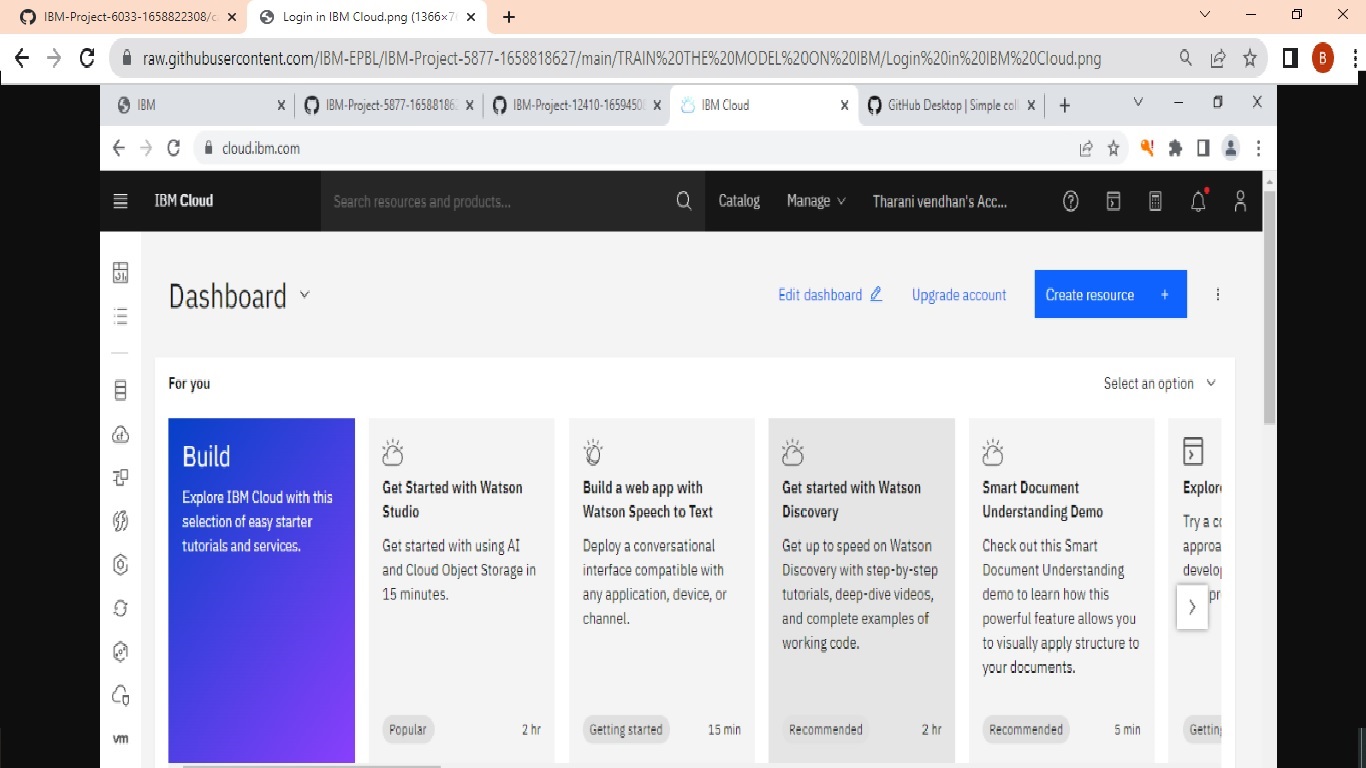 IBM-Project-6033-1658822308/
Login in IBM Cloud.png (1366×7
raw.githubusercontent.com/IBM-EPBL/IBM-Project-5877-1658818627/main/TRAIN%20THE%20MODEL%20ON%20IBM/Login%20in%20IBM%20Cloud.png
B
IBM
IBM-Project-5877-16588186
IBM-Project-12410-1659450
IBM Cloud
GitHub Desktop | Simple col
cloud.ibm.com
IBM Cloud
Search resources and products...
Catalog
Manage
Tharani vendhan's Acc...
Dashboard
Edit dashboard
Upgrade account
Create resource +
For you
Select an option
Build
Explore IBM Cloud with this
selection of easy starter
tutorials and services.
Get Started with Watson
Studio
Get started with using AI
and Cloud Object Storage in
15 minutes.
Popular
2 hr
Build a web app with
Watson Speech to Text
Deploy a conversational
interface compatible with
any application, device, or
channel.
Getting started
15 min
Get started with Watson
Discovery
Get up to speed on Watson
Discovery with step-by-step
tutorials, deep-dive videos,
and complete examples of
working code.
Recommended
2 hr
Smart Document
Understanding Demo
Check out this Smart
Document Understanding
demo to learn how this
powerful feature allows you
to visually apply structure to
your documents.
Recommended
5 min
Explor
Try a c
approa
develo
pr
Gettin
vm